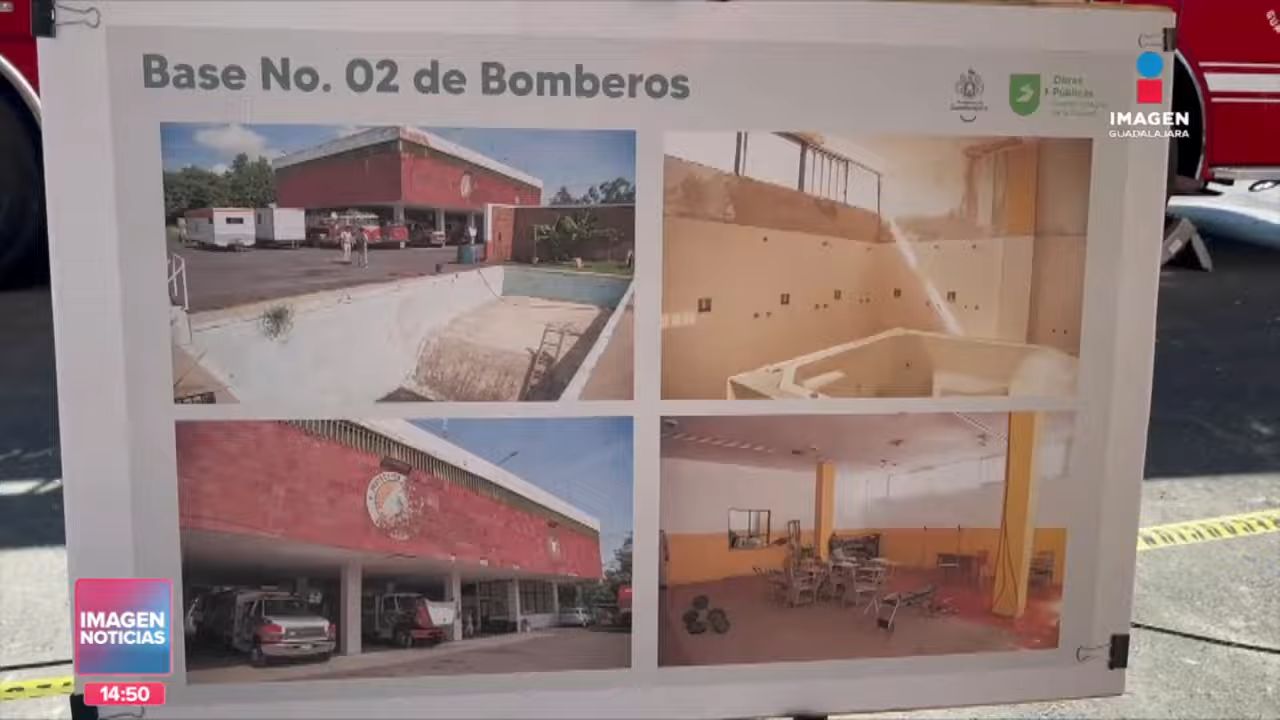 Base No. 02 de Bomberos
Obras
Públicas
IMAGEN
GUADALAJARA
IMAGEN
NOTICIAS
14:50